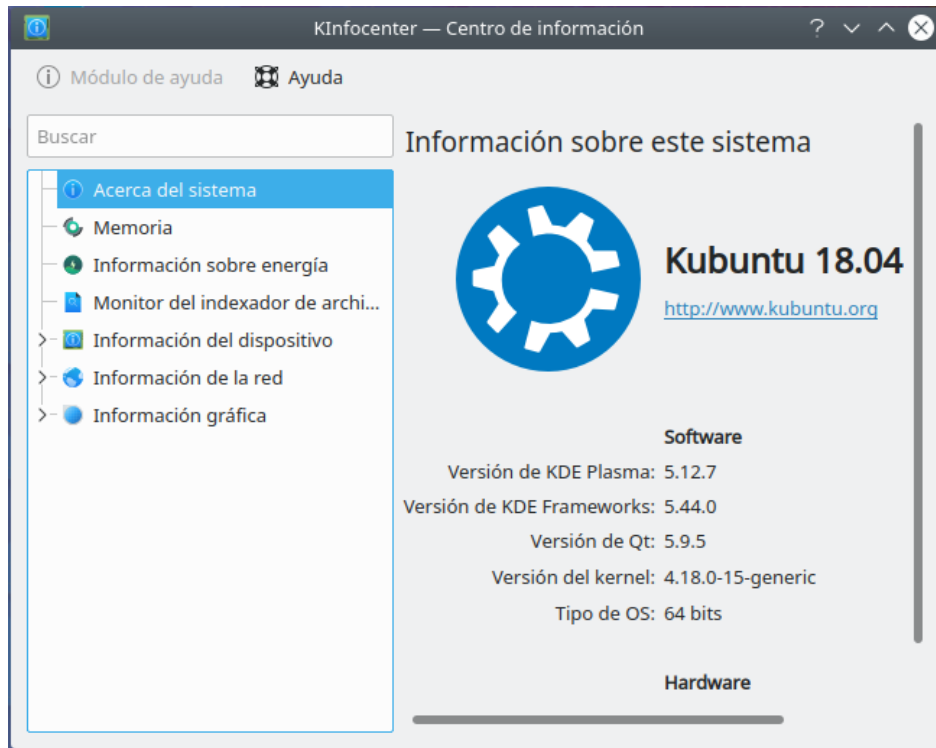 KInfocenter — Centro de información
Módulo de ayuda Ayuda
Buscar
Acerca del sistema
Memoria
Información sobre energía
Monitor del indexador de archi...
Información del dispositivo
Información de la red
Información gráfica
Información sobre este sistema
Kubuntu 18.04
http://www.kubuntu.org
Software
Versión de KDE Plasma: 5.12.7
Versión de KDE Frameworks: 5.44.0
Versión de Qt: 5.9.5
Versión del kernel: 4.18.0-15-generic
Tipo de OS: 64 bits
Hardware